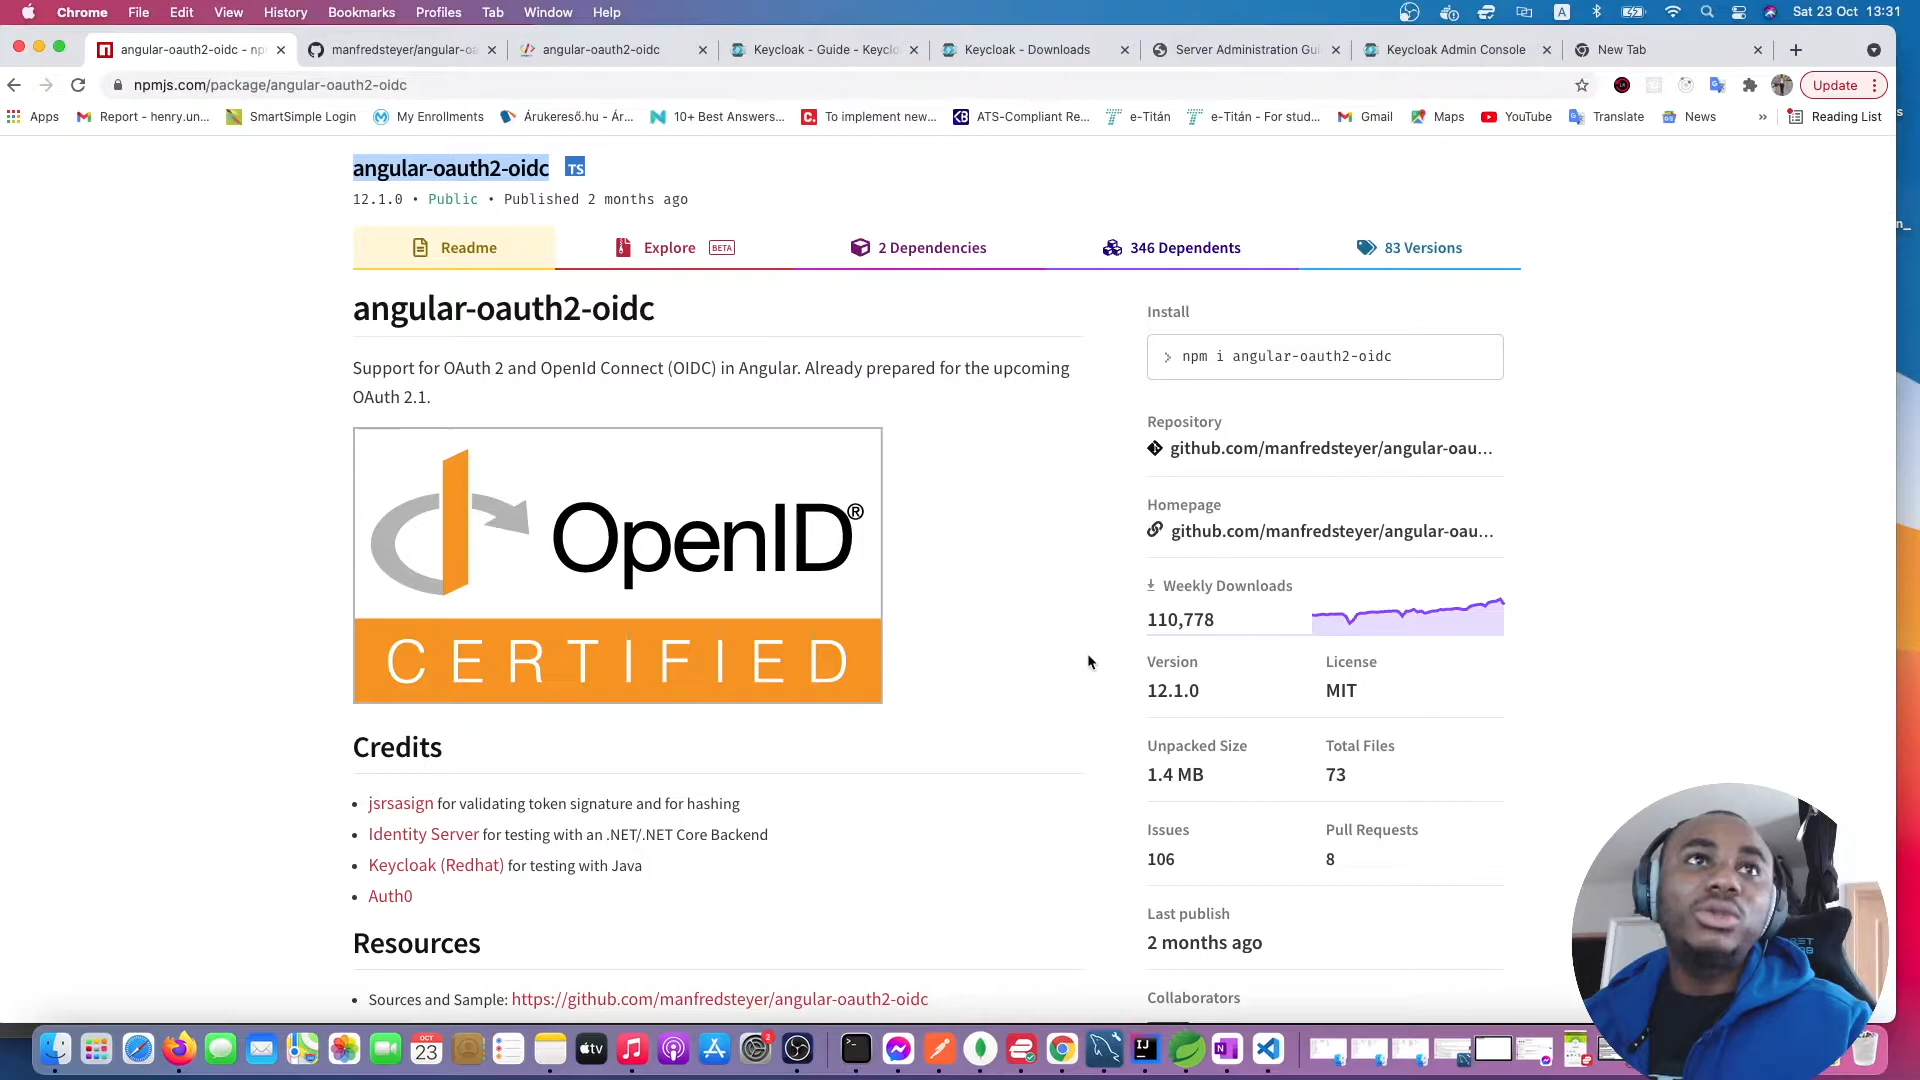 Chrome File Edit View History Bookmarks Profiles Tab Window Help A Sat 23 Oct 13:31
angular-oauth2-oidc - np manfredsteyer/angular-oa angular-oauth2-oidc Keycloak - Guide - Keyclo Keycloak - Downloads Server Administration Gui Keycloak Admin Console New Tab
npmjs.com/package/angular-oauth2-oidc Update
Apps Report - henry.un... SmartSimple Login My Enrollments Árukereső.hu - Ár... 10+ Best Answers... To implement new... ATS-Compliant Re... e-Titán e-Titán - For stud... Gmail Maps YouTube Translate News » Reading List
angular-oauth2-oidc TS
12.1.0 • Public • Published 2 months ago
Readme Explore BETA 2 Dependencies 346 Dependents 83 Versions
angular-oauth2-oidc
Support for OAuth 2 and OpenId Connect (OIDC) in Angular. Already prepared for the upcoming
OAuth 2.1.
OpenID®
CERTIFIED
Credits
• jsrsasign for validating token signature and for hashing
• Identity Server for testing with an .NET/.NET Core Backend
• Keycloak (Redhat) for testing with Java
• Auth0
Resources
• Sources and Sample: https://github.com/manfredsteyer/angular-oauth2-oidc
Install
> npm i angular-oauth2-oidc
Repository
github.com/manfredsteyer/angular-oau...
Homepage
github.com/manfredsteyer/angular-oau...
Weekly Downloads
110,778
Version License
12.1.0 MIT
Unpacked Size Total Files
1.4 MB 73
Issues Pull Requests
106 8
Last publish
2 months ago
Collaborators
OCT
23
tv
2